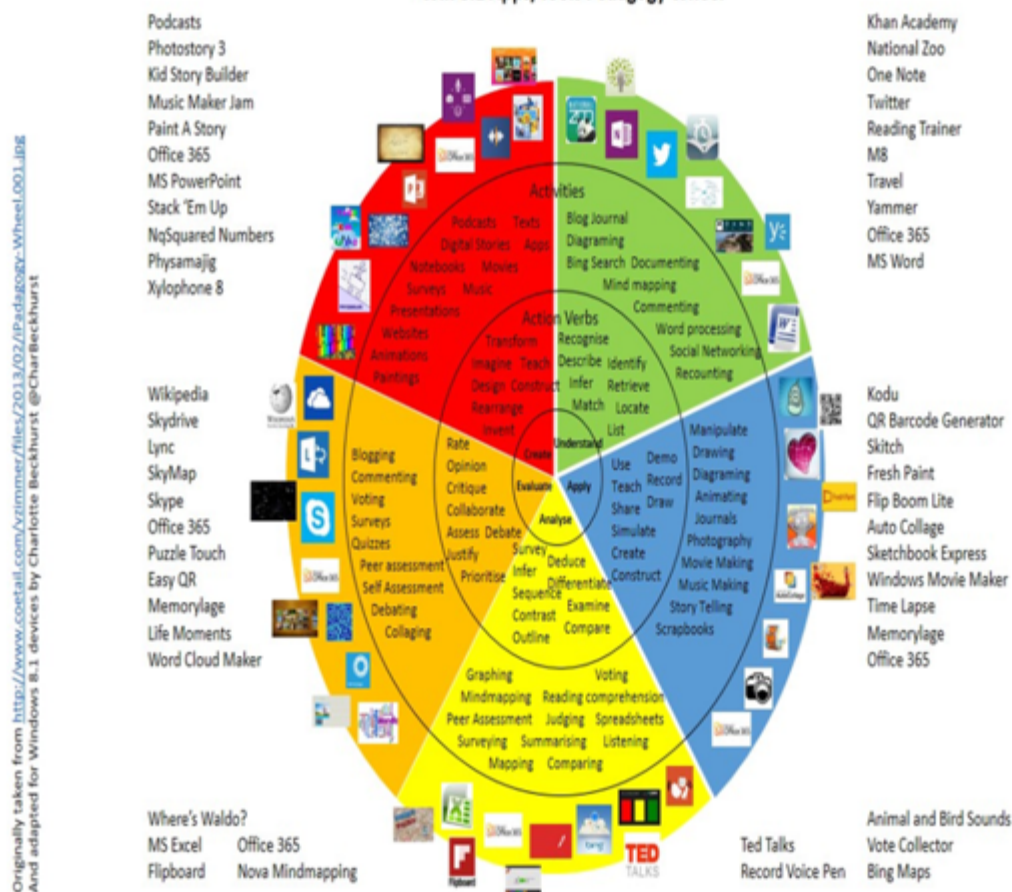 Podcasts
Photostory 3
Kid Story Builder
Music Maker Jam
Paint A Story
Office 365
MS PowerPoint
Stack 'Em Up
NqSquared Numbers
Physamajig
Xylophone 8
Khan Academy
National Zoo
One Note
Twitter
Reading Trainer
M8
Travel
Yammer
Office 365
MS Word
Activities
Podcasts Texts
Digital Stories Apps
Notebooks Movies
Surveys Music
Presentations
Websites
Animations
Paintings
Blog Journal
Diagraming
Bing Search Documenting
Mind mapping
Commenting
Word processing
Social Networking
Recounting
Action Verbs
Transform
Imagine Teach
Design Construct
Rearrange
Invent
Create
Recognise
Describe Identify
Infer Retrieve
Match Locate
List
Understand
Wikipedia
Skydrive
Lync
SkyMap
Skype
Office 365
Puzzle Touch
Easy QR
Memorylage
Life Moments
Word Cloud Maker
Blogging
Commenting
Voting
Surveys
Quizzes
Peer assessment
Self Assessment
Debating
Collaging
Rate
Opinion
Critique
Collaborate
Assess Debate
Justify
Prioritise
Evaluate
Apply
Analyse
Use Demo
Teach Record
Share Draw
Simulate
Create
Construct
Manipulate
Drawing
Diagraming
Animating
Journals
Photography
Movie Making
Music Making
Story Telling
Scrapbooks
Kodu
QR Barcode Generator
Skitch
Fresh Paint
Flip Boom Lite
Auto Collage
Sketchbook Express
Windows Movie Maker
Time Lapse
Memorylage
Office 365
Survey Deduce
Infer Differentiate
Sequence
Contrast Examine
Outline Compare
Graphing Voting
Mindmapping Reading comprehension
Peer Assessment Judging Spreadsheets
Surveying Summarising Listening
Mapping Comparing
TED
TALKS
Flipboard
bing
Where's Waldo?
MS Excel Office 365
Flipboard Nova Mindmapping
Animal and Bird Sounds
Ted Talks Vote Collector
Record Voice Pen Bing Maps
Originally taken from http://www.coetail.com/vzimmer/files/2013/02/iPadagogy-Wheel.001.jpg
And adapted for Windows 8.1 devices by Charlotte Beckhurst @CharBeckhurst